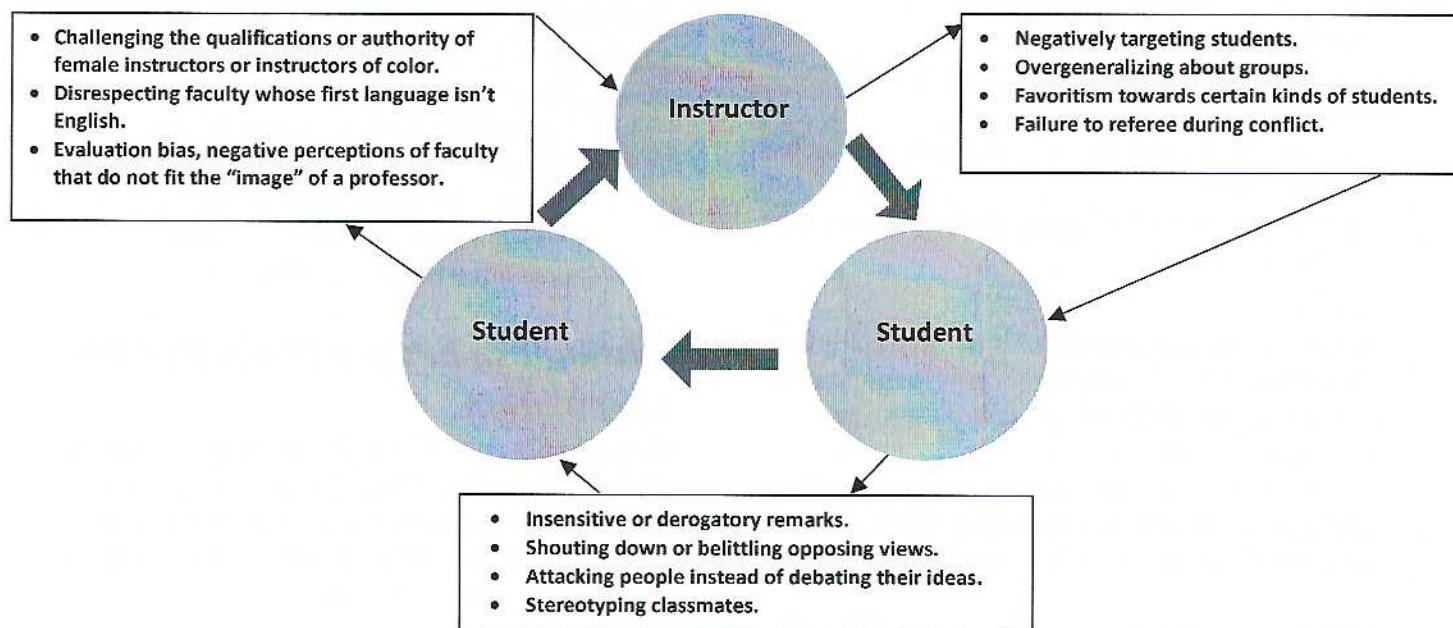 • Challenging the qualifications or authority of
female instructors or instructors of color.
• Disrespecting faculty whose first language isn’t
English.
• Evaluation bias, negative perceptions of faculty
that do not fit the “image” of a professor.
Instructor
• Negatively targeting students.
• Overgeneralizing about groups.
• Favoritism towards certain kinds of students.
• Failure to referee during conflict.
Student
Student
• Insensitive or derogatory remarks.
• Shouting down or belittling opposing views.
• Attacking people instead of debating their ideas.
• Stereotyping classmates.